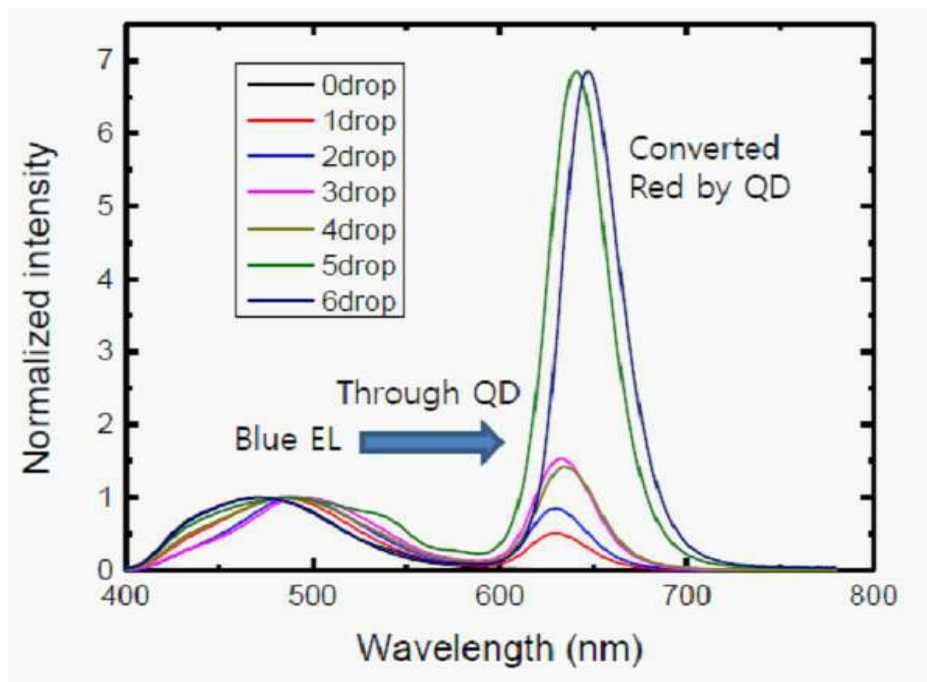 7
6
5
4
3
2
1
0
Normalized intensity
0drop
1drop
2drop
3drop
4drop
5drop
6drop
Converted
Red by QD
Through QD
Blue EL
400 500 600 700 800
Wavelength (nm)